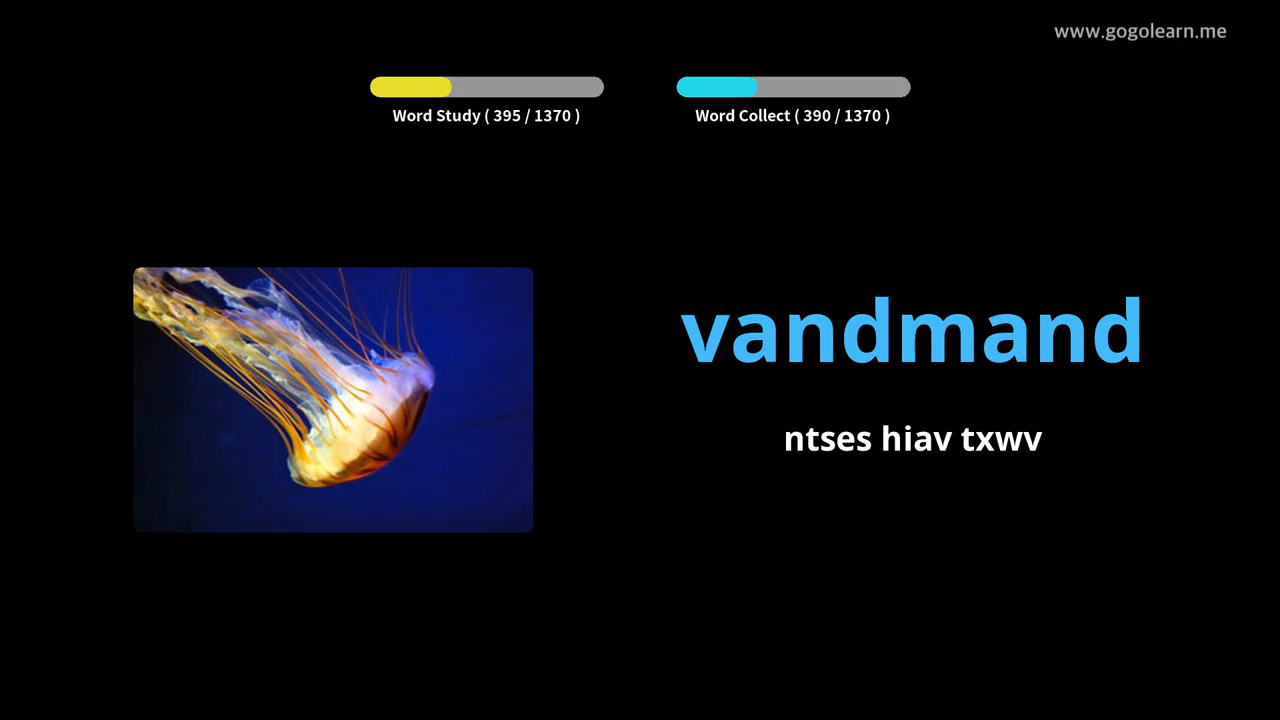 www.gogolearn.me
Word Study ( 395 / 1370 )
Word Collect ( 390 / 1370 )
vandmand
ntses hiav txwv